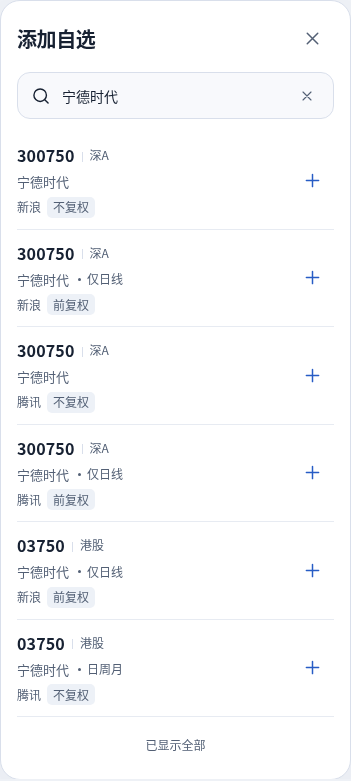 添加自选
宁德时代
300750 深A
宁德时代
新浪 不复权
300750 深A
宁德时代 • 仅日线
新浪 前复权
300750 深A
宁德时代
腾讯 不复权
300750 深A
宁德时代 • 仅日线
腾讯 前复权
03750 港股
宁德时代 • 仅日线
新浪 前复权
03750 港股
宁德时代 • 日周月
腾讯 不复权
已显示全部